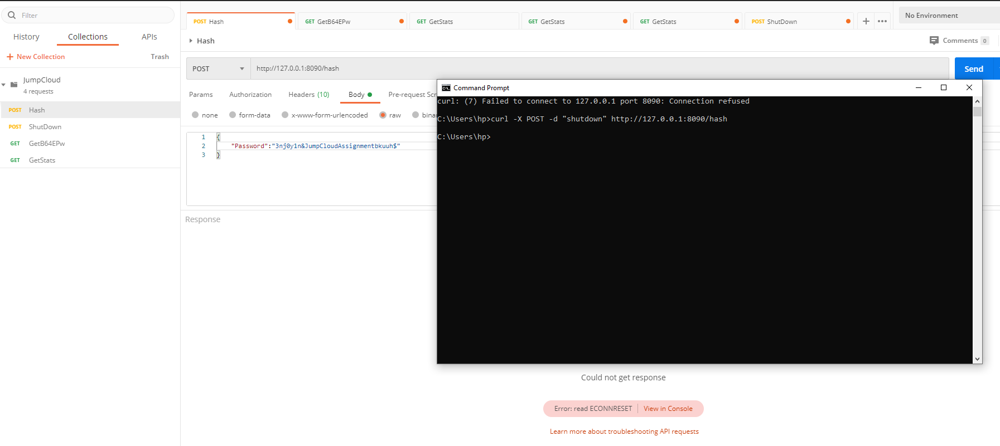 Filter
History Collections APIs
+ New Collection Trash
JumpCloud
4 requests
POST Hash
POST ShutDown
GET GetB64EPw
GET GetStats
POST Hash GET GetB64EPw GET GetStats GET GetStats GET GetStats POST ShutDown + ••• No Environment
Hash Comments 0
POST http://127.0.0.1:8090/hash Send
Params Authorization Headers (10) Body Pre-request Scr
none form-data x-www-form-urlencoded raw bina
1 {
2 "Password":"3nj0y1n&JumpCloudAssignmentbkuuh$"
3 }
Response
C:\. Command Prompt
curl: (7) Failed to connect to 127.0.0.1 port 8090: Connection refused
C:\Users\hp>curl -X POST -d "shutdown" http://127.0.0.1:8090/hash
C:\Users\hp>
Could not get response
Error: read ECONNRESET View in Console
Learn more about troubleshooting API requests